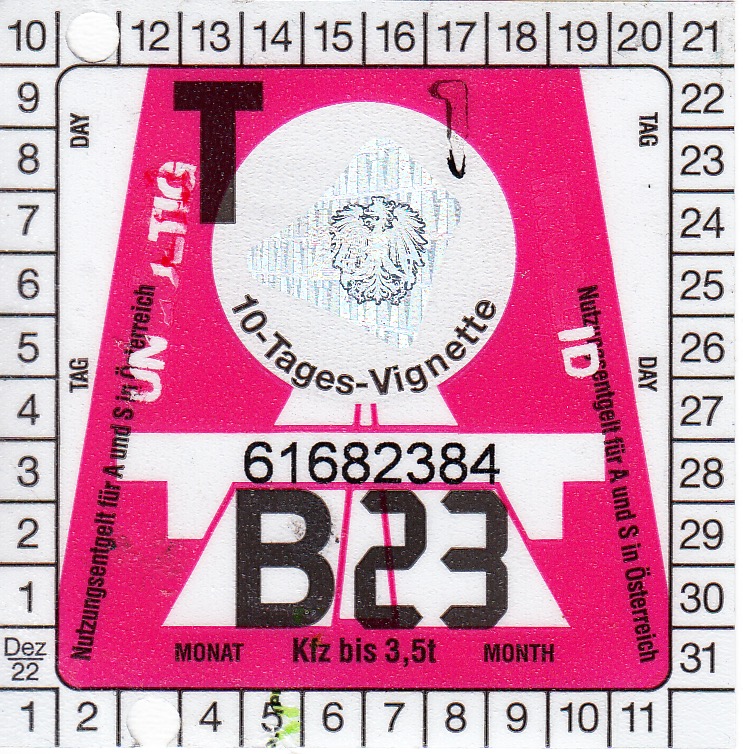 10 12 13 14 15 16 17 18 19 20 21
9 22
8 23
7 24
6 25
5 26
4 27
3 28
2 29
1 30
Dez
22
31
1 2 4 5 6 7 8 9 10 11
DAY
TAG
TAG
DAY
T
1
10-Tages-Vignette
Nutzungsentgelt für A und S in Österreich
Nutzungsentgelt für A und S in Österreich
61682384
B23
MONAT Kfz bis 3,5t MONTH